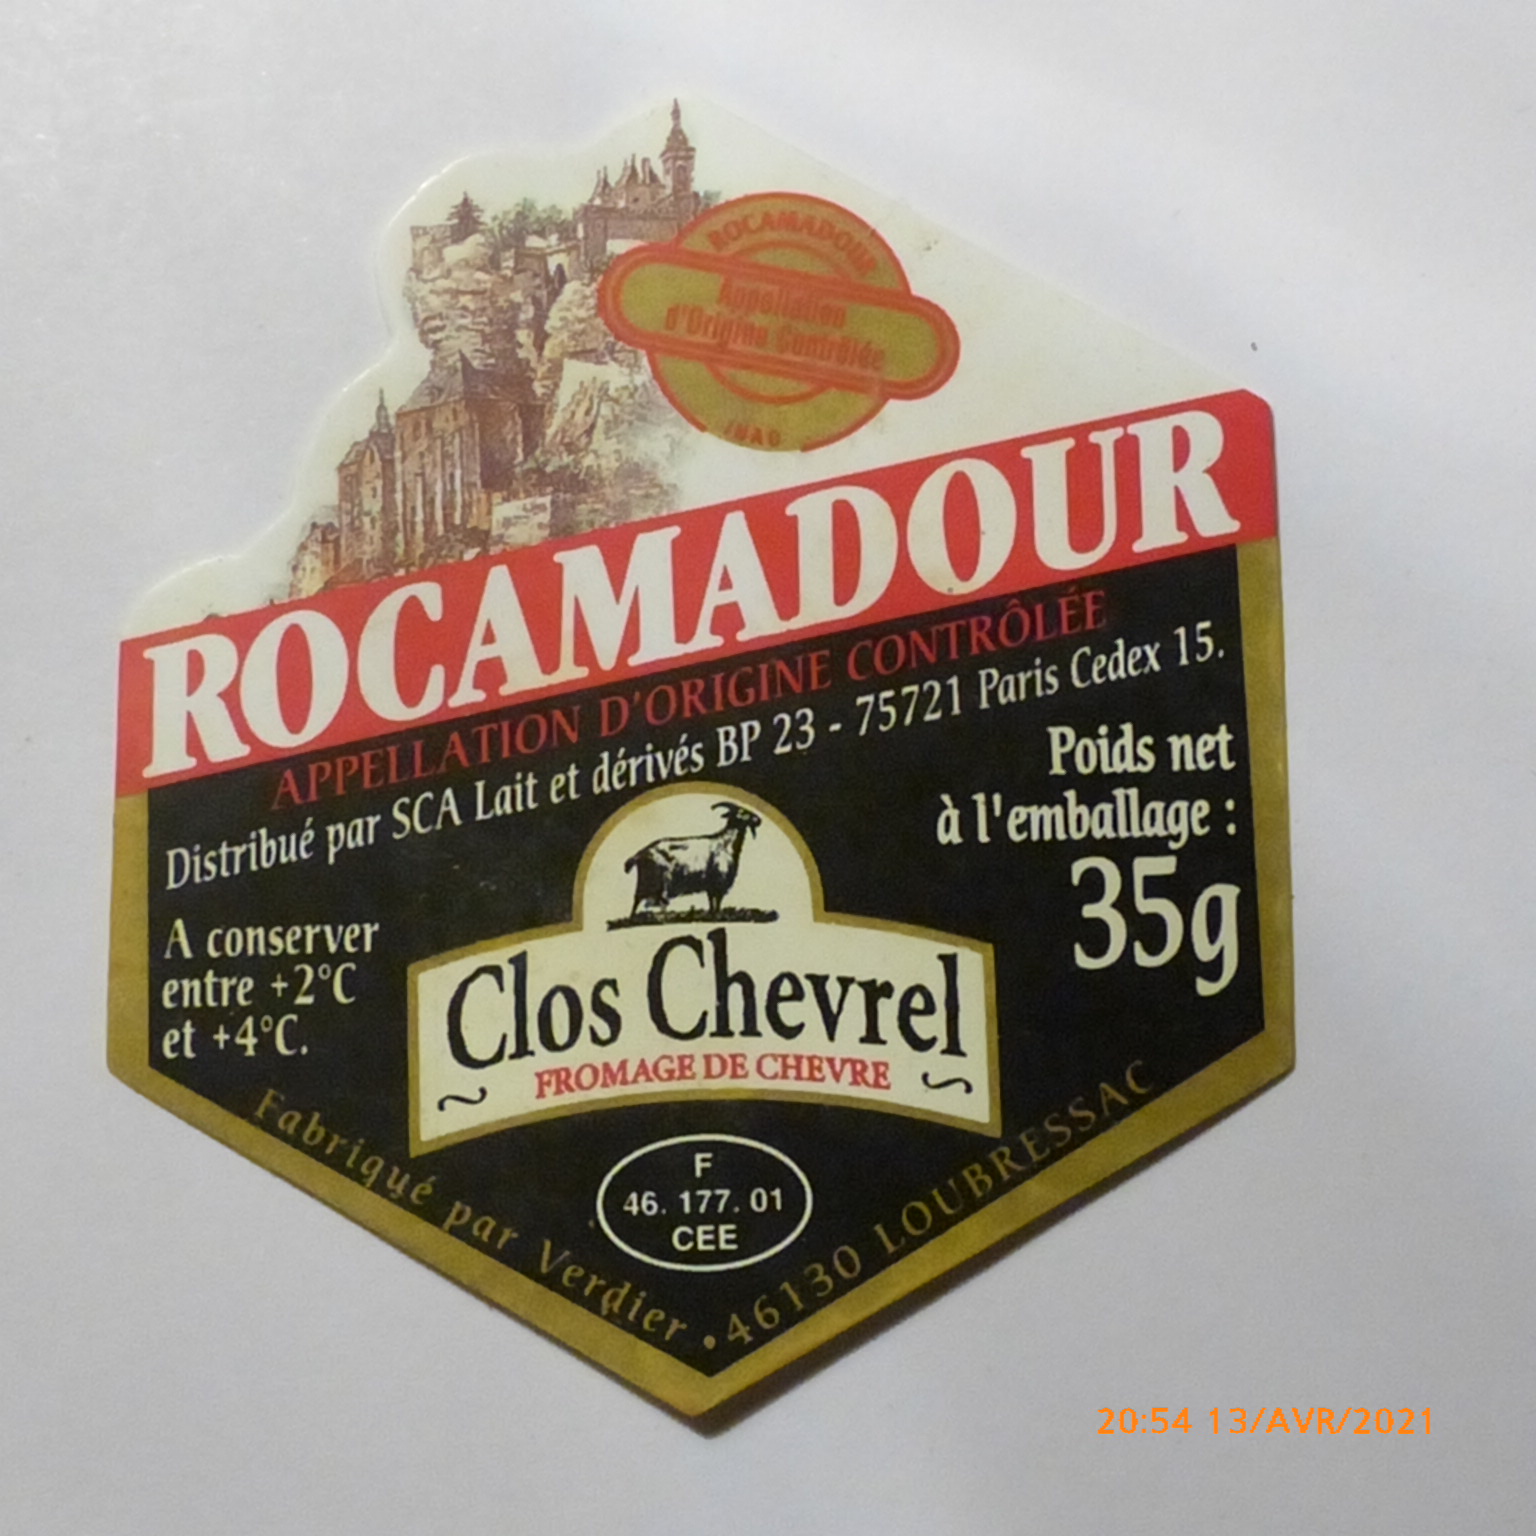 ROCAMADOUR
Appellation
d'Origine Contrôlée
INAO
ROCAMADOUR
APPELLATION D'ORIGINE CONTRÔLÉE
Distribué par SCA Lait et dérivés BP 23 - 75721 Paris Cedex 15.
Poids net
à l'emballage :
35g
A conserver
entre +2°C
et +4°C.
Clos Chevrel
FROMAGE DE CHEVRE
F
46. 177. 01
CEE
Fabriqué par Verdier • 46130 LOUBRESSAC
20:54 13/AVR/2021